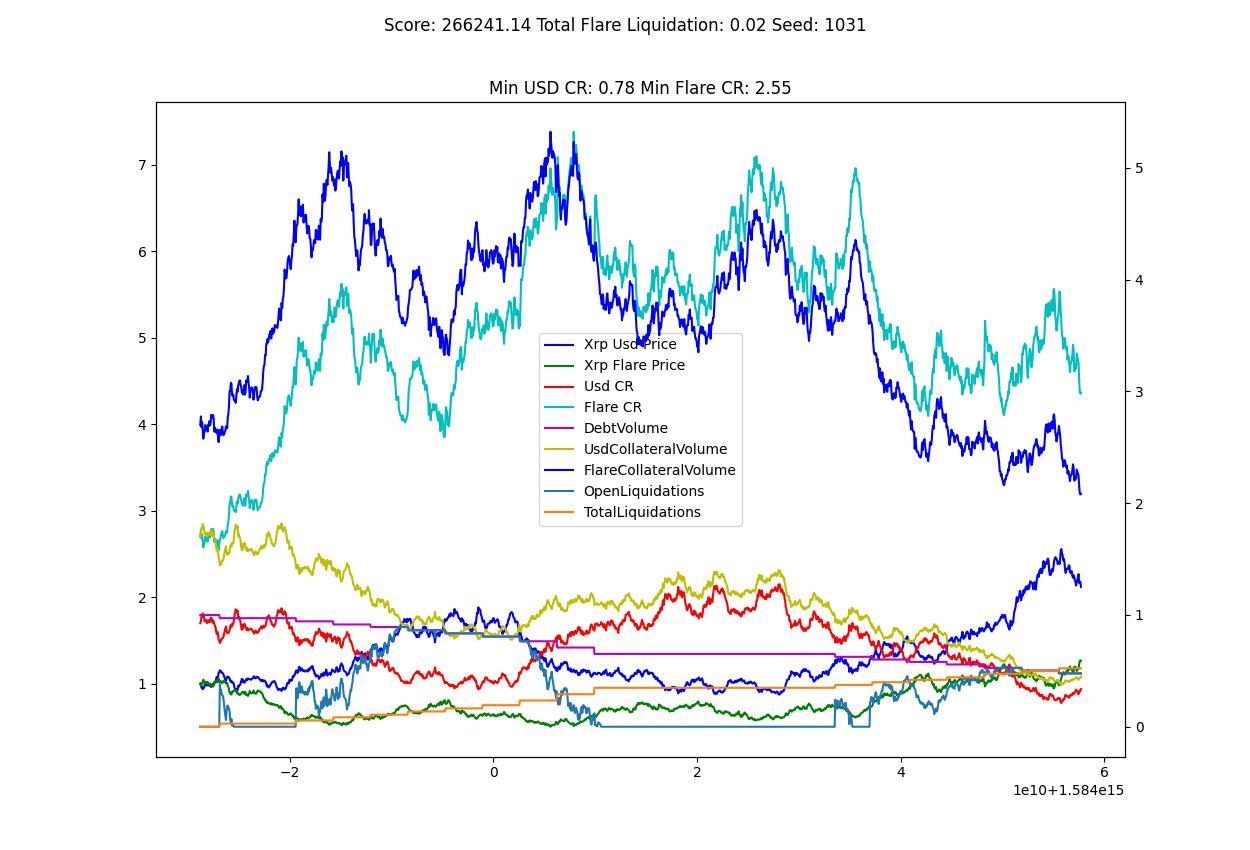 Score: 266241.14 Total Flare Liquidation: 0.02 Seed: 1031
Min USD CR: 0.78 Min Flare CR: 2.55
7
6
5
4
3
2
1
5
4
3
2
1
0
Xrp Usd Price
Xrp Flare Price
Usd CR
Flare CR
DebtVolume
UsdCollateralVolume
FlareCollateralVolume
OpenLiquidations
TotalLiquidations
−2
0
2
4
6
1e10+1.584e15